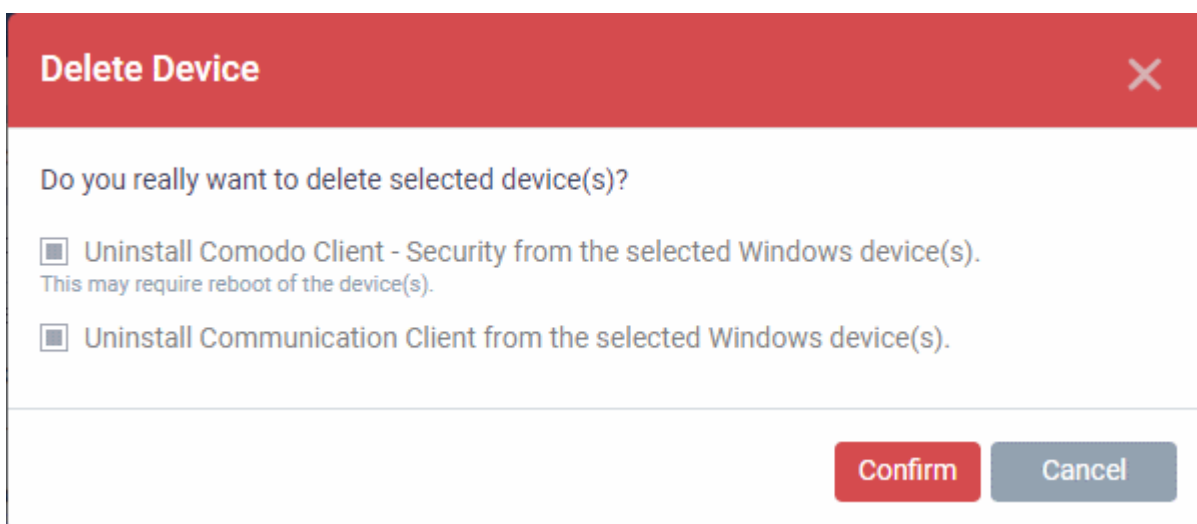 Delete Device
Do you really want to delete selected device(s)?
Uninstall Comodo Client - Security from the selected Windows device(s).
This may require reboot of the device(s).
Uninstall Communication Client from the selected Windows device(s).
Confirm
Cancel